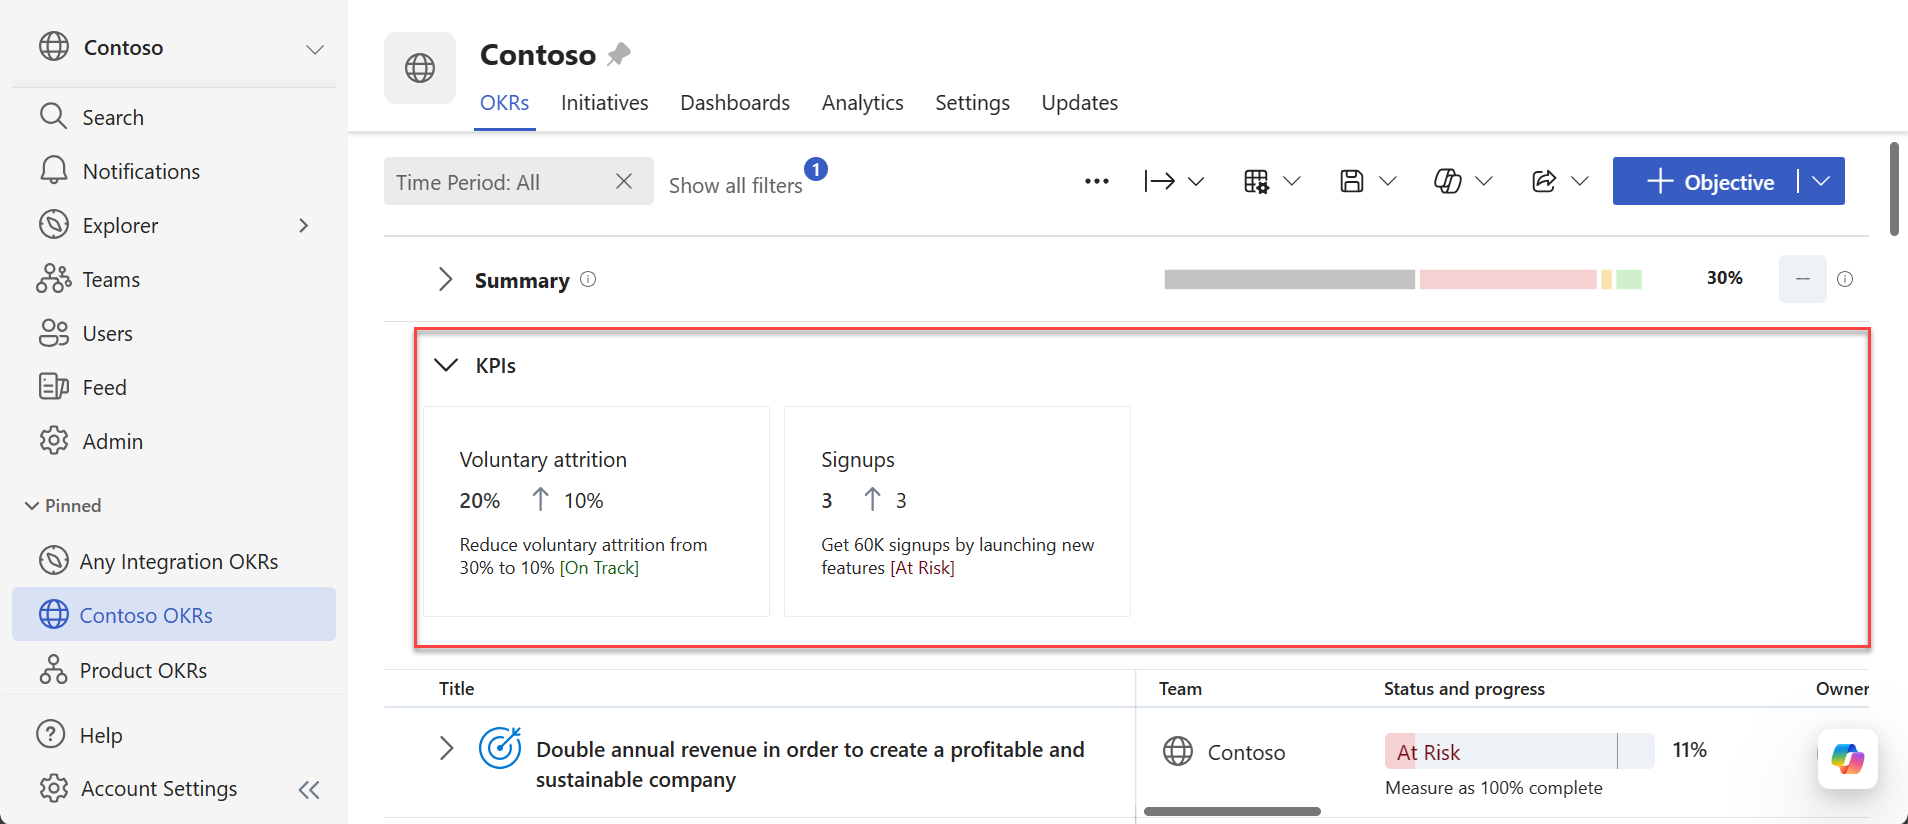 Contoso
Search
Notifications
Explorer
Teams
Users
Feed
Admin
Pinned
Any Integration OKRs
Contoso OKRs
Product OKRs
Help
Account Settings
Contoso
OKRs Initiatives Dashboards Analytics Settings Updates
Time Period: All Show all filters 1 Objective
Summary 30%
KPIs
Voluntary attrition
20% 10%
Reduce voluntary attrition from
30% to 10% [On Track]
Signups
3 3
Get 60K signups by launching new
features [At Risk]
Title Team Status and progress Owner
Double annual revenue in order to create a profitable and
sustainable company
Contoso
At Risk 11%
Measure as 100% complete